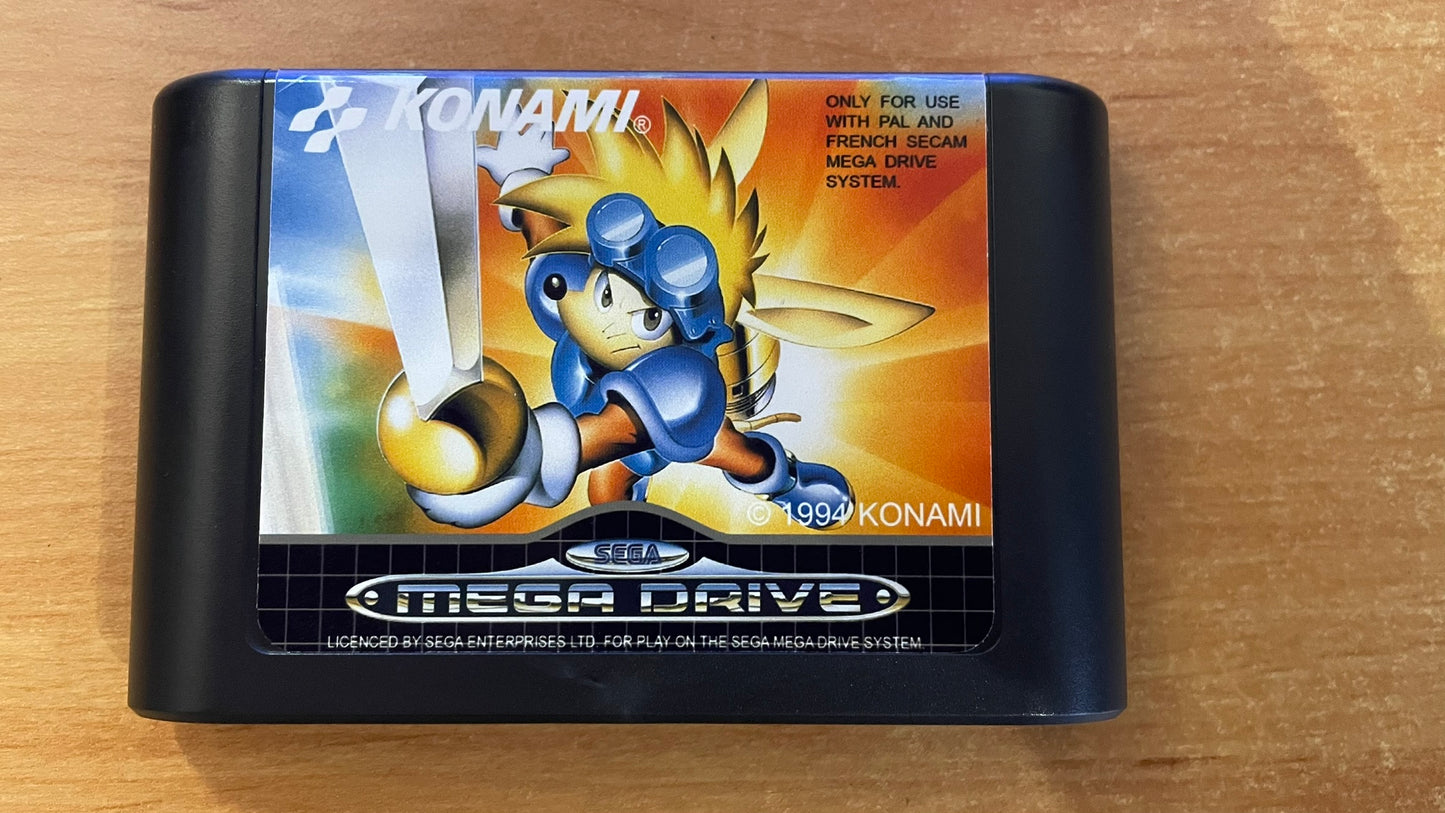 KONAMI®
ONLY FOR USE
WITH PAL AND
FRENCH SECAM
MEGA DRIVE
SYSTEM.
© 1994 KONAMI
SEGA
MEGA DRIVE
LICENCED BY SEGA ENTERPRISES LTD. FOR PLAY ON THE SEGA MEGA DRIVE SYSTEM.